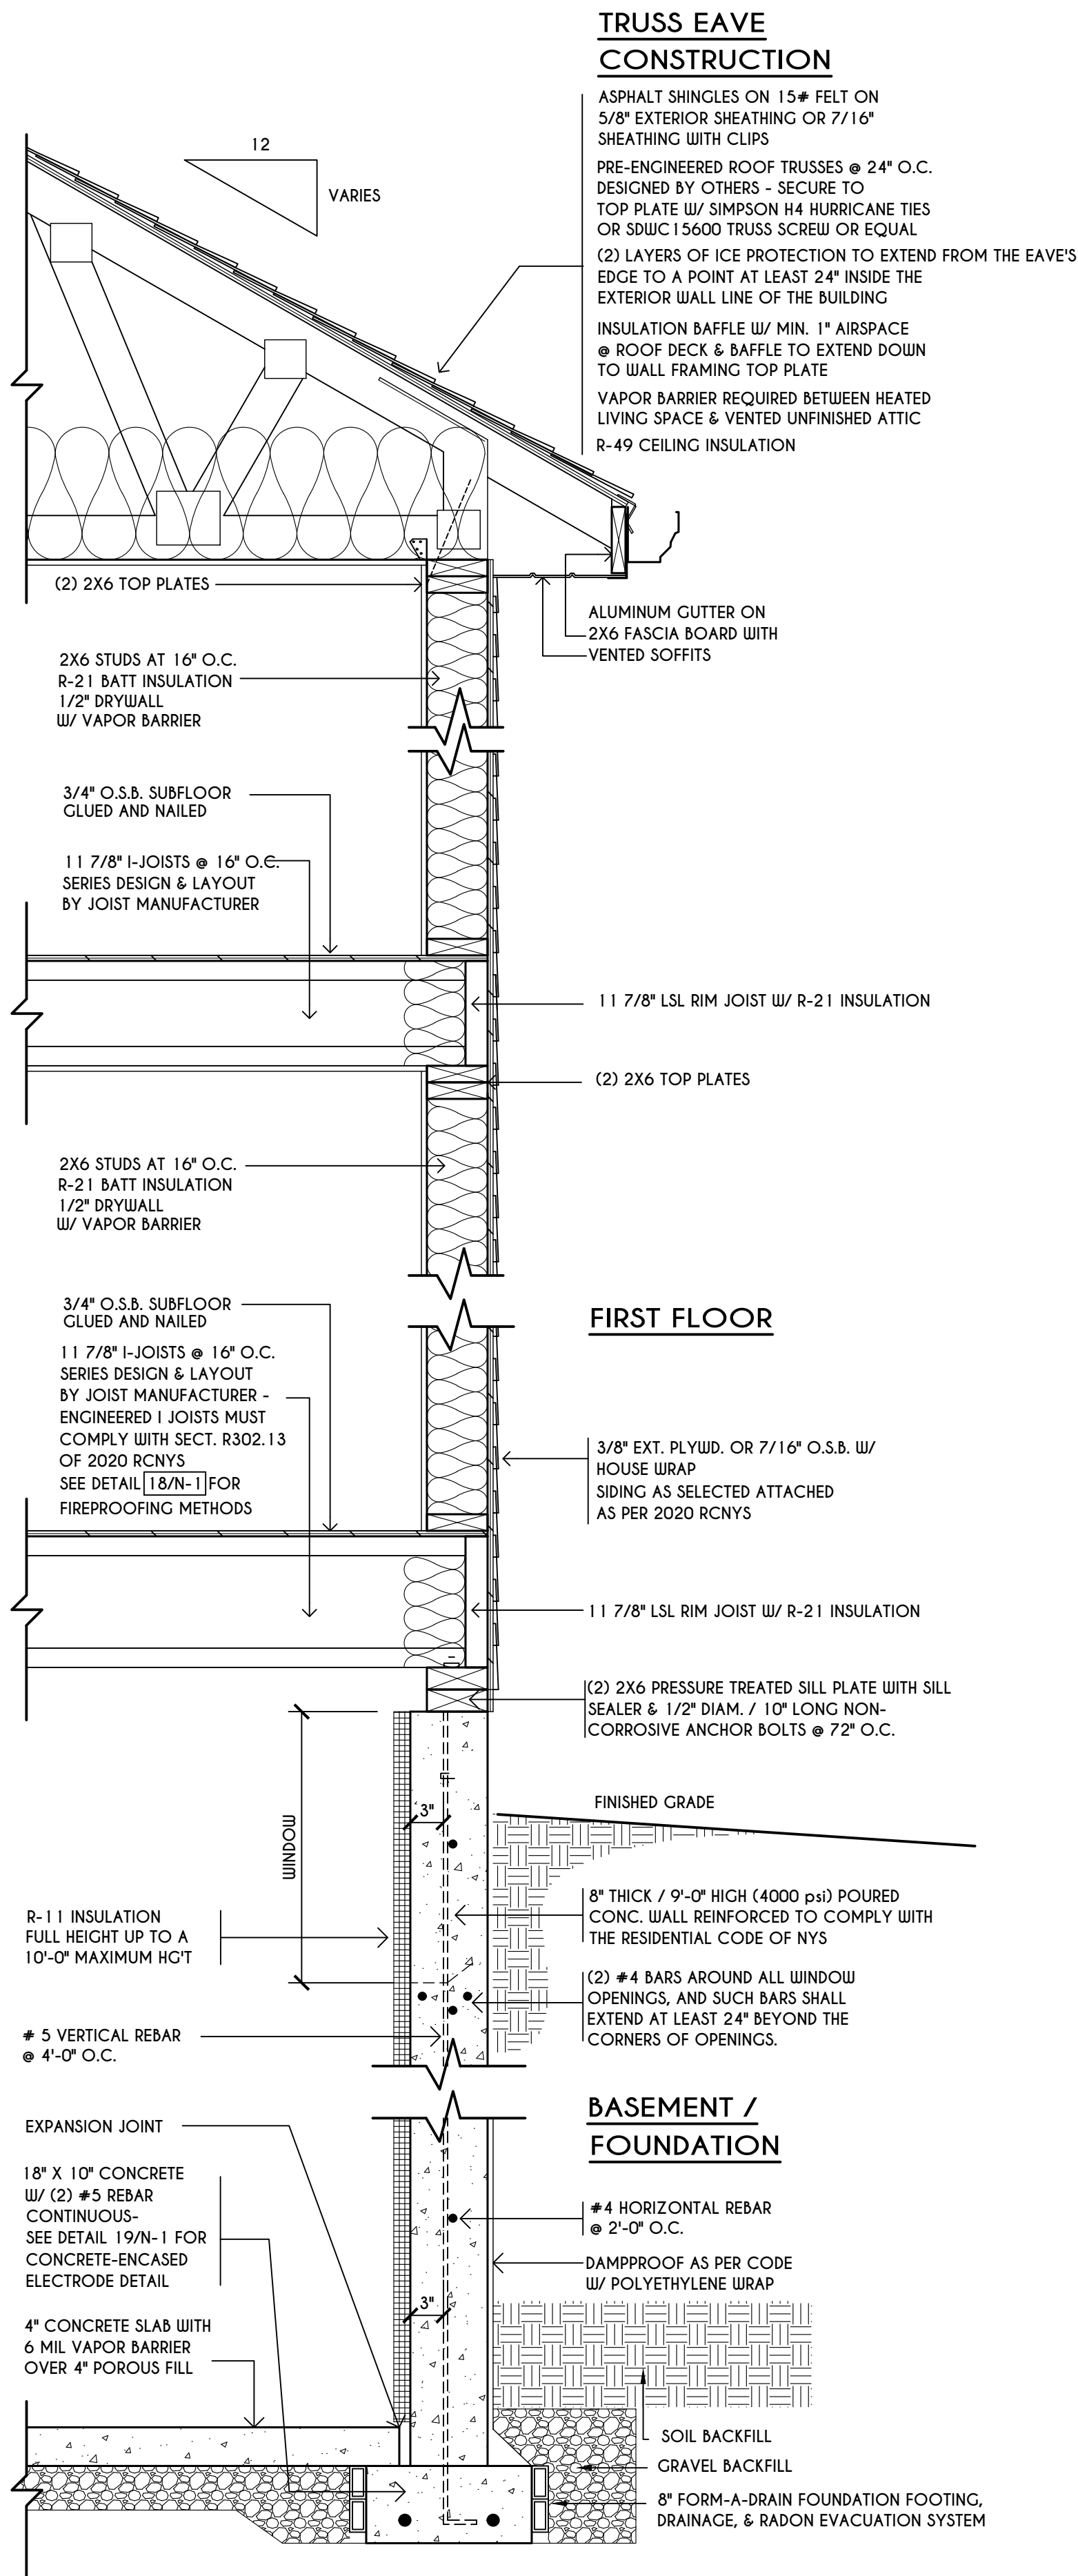 TRUSS EAVE
CONSTRUCTION
ASPHALT SHINGLES ON 15# FELT ON
5/8" EXTERIOR SHEATHING OR 7/16"
SHEATHING WITH CLIPS
PRE-ENGINEERED ROOF TRUSSES @ 24" O.C.
DESIGNED BY OTHERS - SECURE TO
TOP PLATE W/ SIMPSON H4 HURRICANE TIES
OR SDWC15600 TRUSS SCREW OR EQUAL
(2) LAYERS OF ICE PROTECTION TO EXTEND FROM THE EAVE'S
EDGE TO A POINT AT LEAST 24" INSIDE THE
EXTERIOR WALL LINE OF THE BUILDING
INSULATION BAFFLE W/ MIN. 1" AIRSPACE
@ ROOF DECK & BAFFLE TO EXTEND DOWN
TO WALL FRAMING TOP PLATE
VAPOR BARRIER REQUIRED BETWEEN HEATED
LIVING SPACE & VENTED UNFINISHED ATTIC
R-49 CEILING INSULATION
12
VARIES
(2) 2X6 TOP PLATES
ALUMINUM GUTTER ON
2X6 FASCIA BOARD WITH
VENTED SOFFITS
2X6 STUDS AT 16" O.C.
R-21 BATT INSULATION
1/2" DRYWALL
W/ VAPOR BARRIER
3/4" O.S.B. SUBFLOOR
GLUED AND NAILED
11 7/8" I-JOISTS @ 16" O.C.
SERIES DESIGN & LAYOUT
BY JOIST MANUFACTURER
11 7/8" LSL RIM JOIST W/ R-21 INSULATION
(2) 2X6 TOP PLATES
2X6 STUDS AT 16" O.C.
R-21 BATT INSULATION
1/2" DRYWALL
W/ VAPOR BARRIER
3/4" O.S.B. SUBFLOOR
GLUED AND NAILED
FIRST FLOOR
11 7/8" I-JOISTS @ 16" O.C.
SERIES DESIGN & LAYOUT
BY JOIST MANUFACTURER -
ENGINEERED I JOISTS MUST
COMPLY WITH SECT. R302.13
OF 2020 RCNYS
SEE DETAIL 18/N-1 FOR
FIREPROOFING METHODS
3/8" EXT. PLYWD. OR 7/16" O.S.B. W/
HOUSE WRAP
SIDING AS SELECTED ATTACHED
AS PER 2020 RCNYS
11 7/8" LSL RIM JOIST W/ R-21 INSULATION
(2) 2X6 PRESSURE TREATED SILL PLATE WITH SILL
SEALER & 1/2" DIAM. / 10" LONG NON-
CORROSIVE ANCHOR BOLTS @ 72" O.C.
FINISHED GRADE
3"
WINDOW
8" THICK / 9'-0" HIGH (4000 psi) POURED
CONC. WALL REINFORCED TO COMPLY WITH
THE RESIDENTIAL CODE OF NYS
R-11 INSULATION
FULL HEIGHT UP TO A
10'-0" MAXIMUM HG'T
(2) #4 BARS AROUND ALL WINDOW
OPENINGS, AND SUCH BARS SHALL
EXTEND AT LEAST 24" BEYOND THE
CORNERS OF OPENINGS.
# 5 VERTICAL REBAR
@ 4'-0" O.C.
BASEMENT /
FOUNDATION
EXPANSION JOINT
18" X 10" CONCRETE
W/ (2) #5 REBAR
CONTINUOUS-
SEE DETAIL 19/N-1 FOR
CONCRETE-ENCASED
ELECTRODE DETAIL
#4 HORIZONTAL REBAR
@ 2'-0" O.C.
DAMPPROOF AS PER CODE
W/ POLYETHYLENE WRAP
3"
4" CONCRETE SLAB WITH
6 MIL VAPOR BARRIER
OVER 4" POROUS FILL
SOIL BACKFILL
GRAVEL BACKFILL
8" FORM-A-DRAIN FOUNDATION FOOTING,
DRAINAGE, & RADON EVACUATION SYSTEM